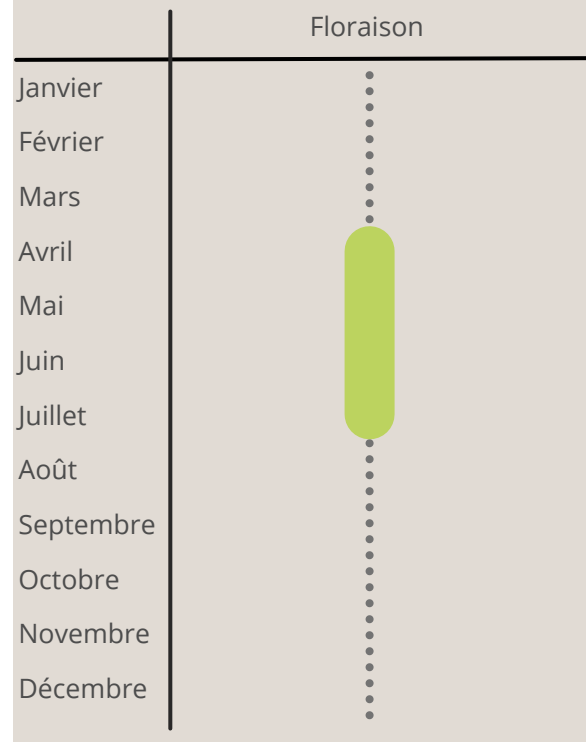 Floraison
Janvier
Février
Mars
Avril
Mai
Juin
Juillet
Août
Septembre
Octobre
Novembre
Décembre